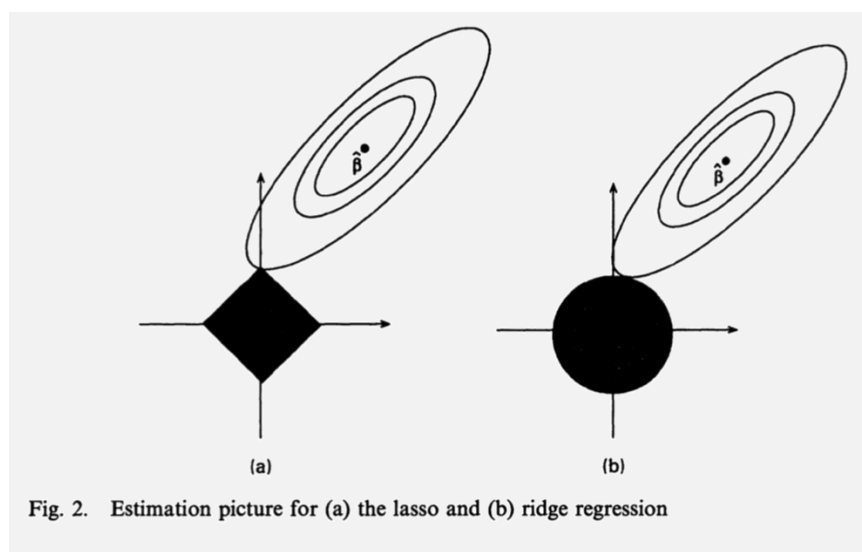 β̂
β̂
(a)
(b)
Fig. 2. Estimation picture for (a) the lasso and (b) ridge regression